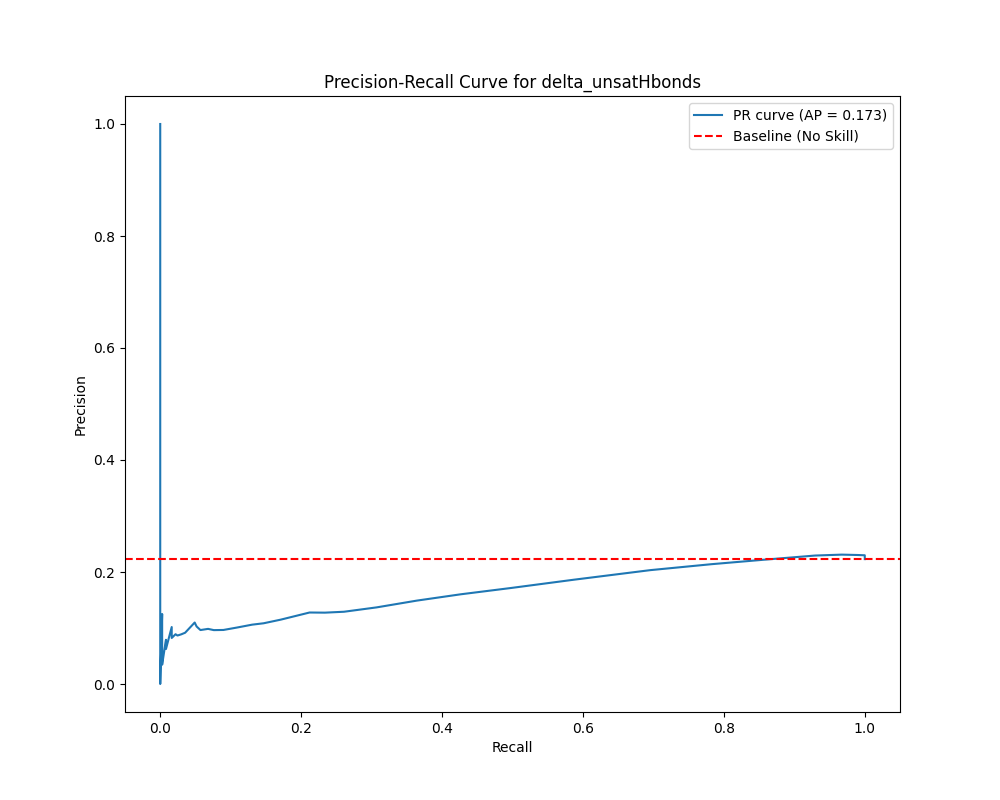 Precision-Recall Curve for delta_unsatHbonds
PR curve (AP = 0.173)
Baseline (No Skill)
1.0
0.8
0.6
0.4
0.2
0.0
Precision
0.0 0.2 0.4 0.6 0.8 1.0
Recall